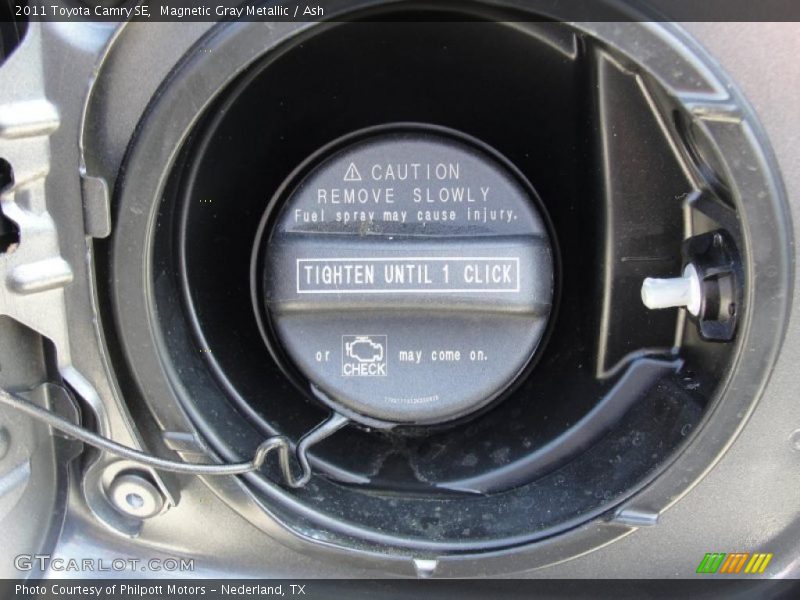 2011 Toyota Camry SE,  Magnetic Gray Metallic / Ash
⚠ CAUTION
REMOVE SLOWLY
Fuel spray may cause injury.
TIGHTEN UNTIL 1 CLICK
or CHECK may come on.
GTCARLOT.COM
Photo Courtesy of Philpott Motors – Nederland, TX